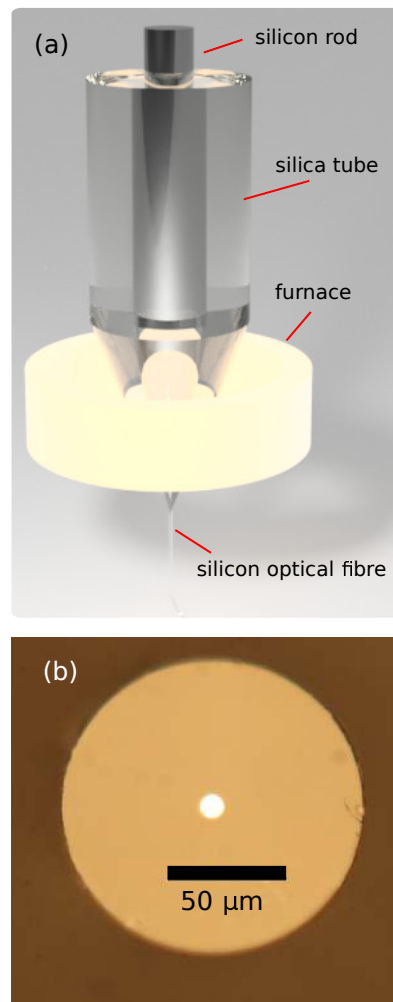 (a)
silicon rod
silica tube
furnace
silicon optical fibre
(b)
50 μm